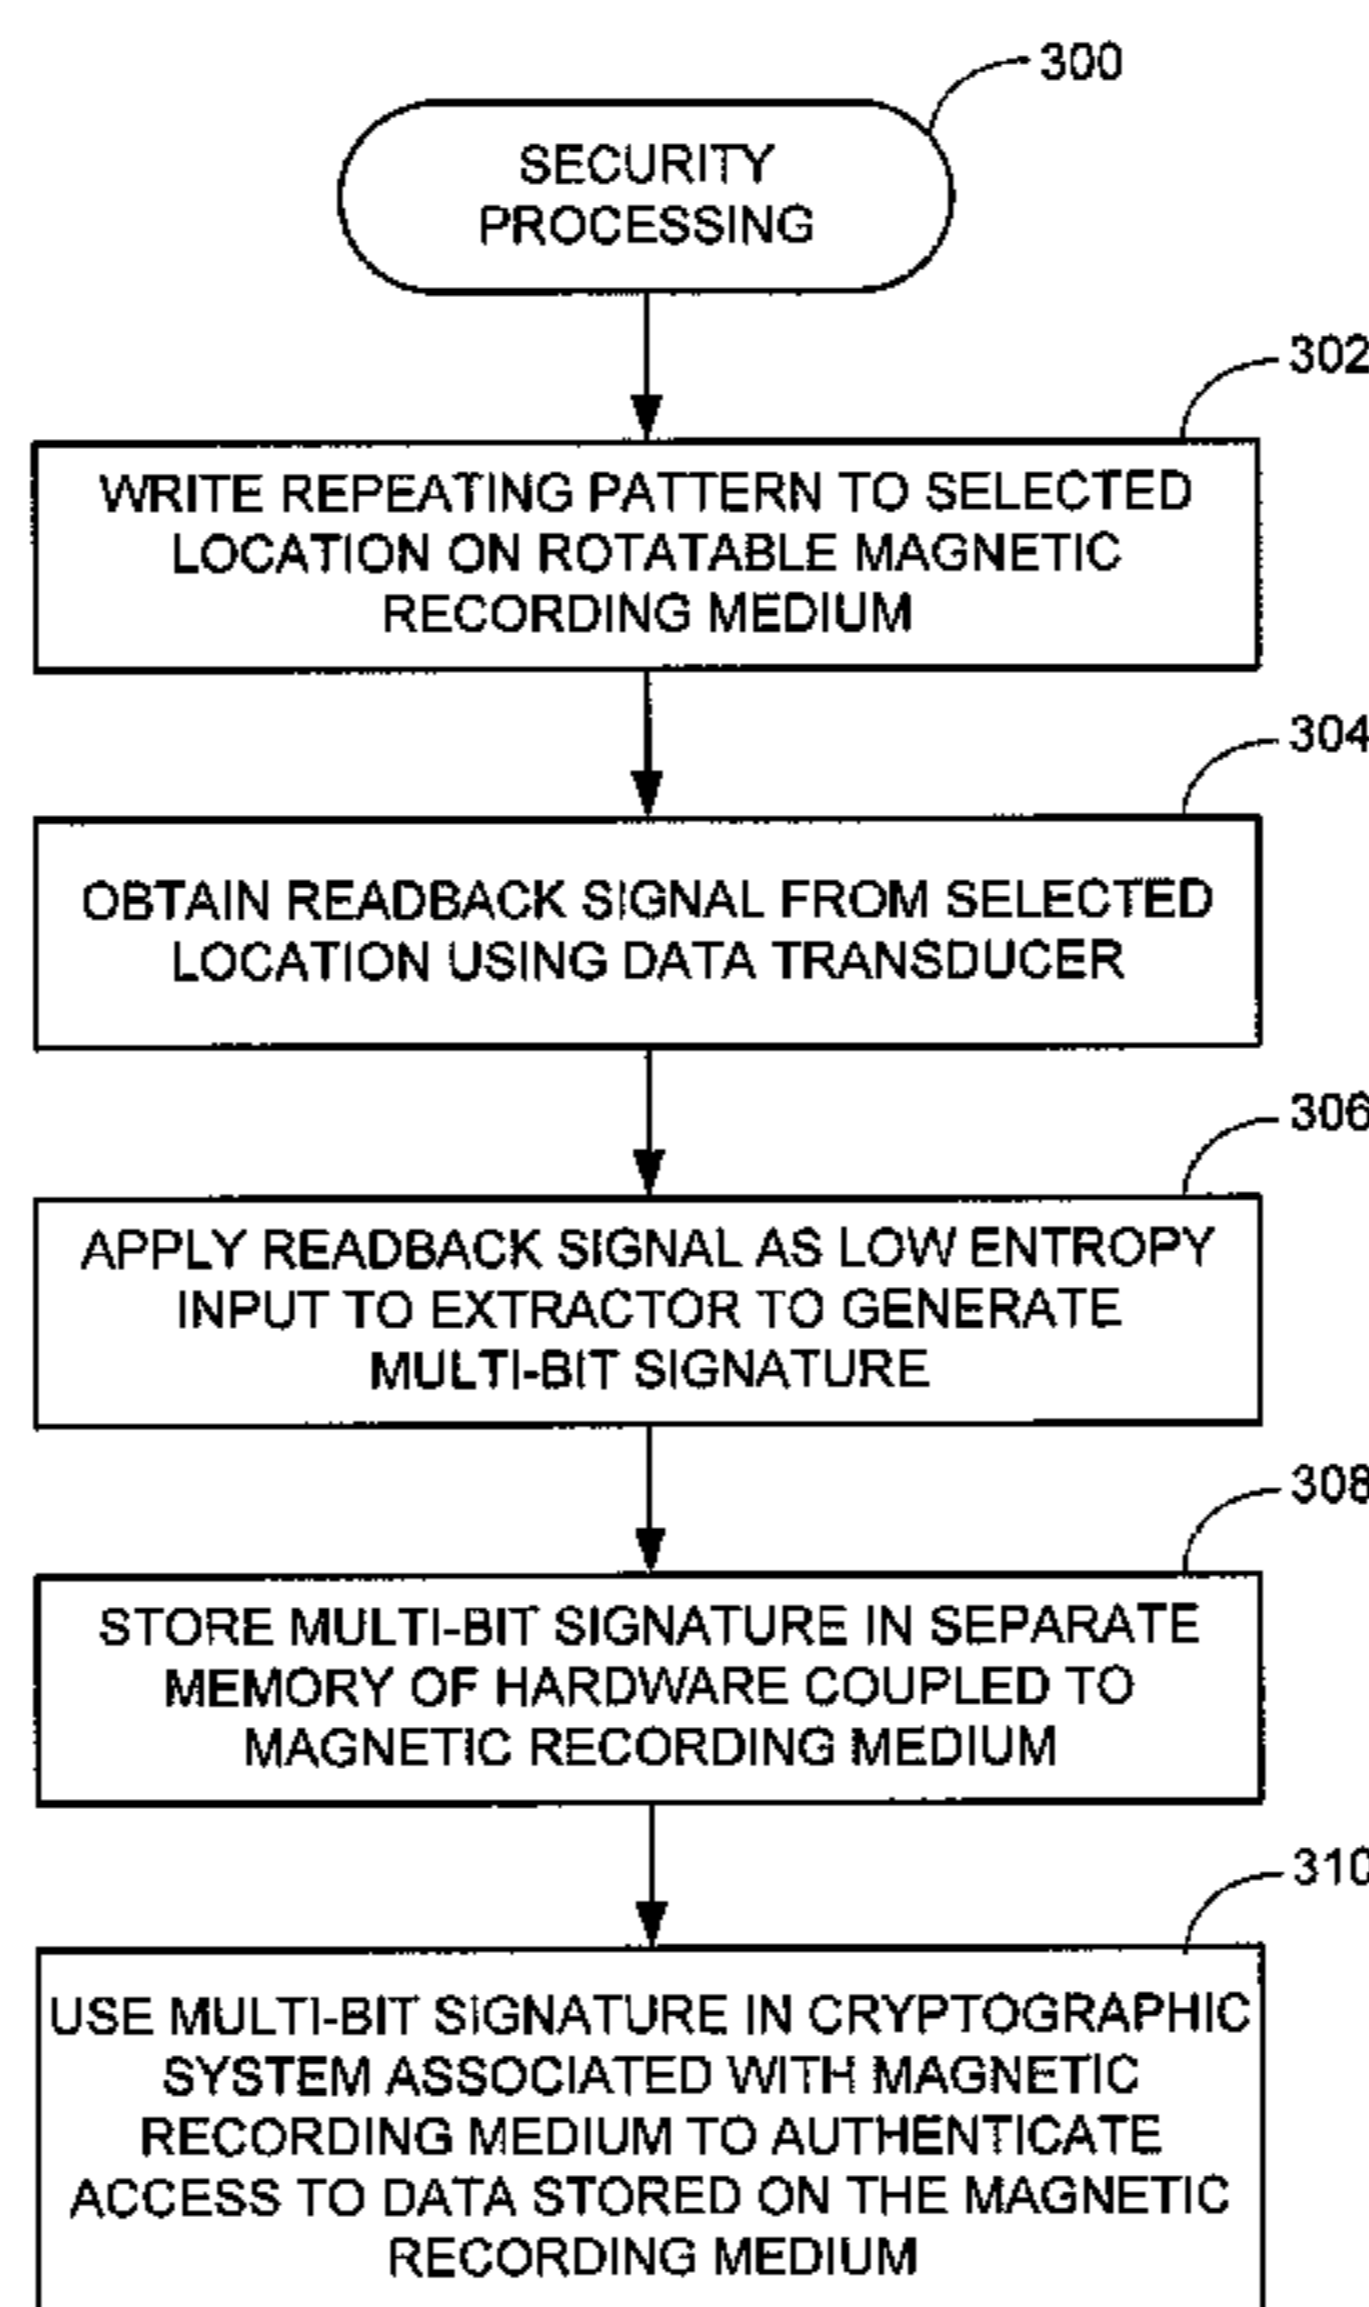 300
SECURITY
PROCESSING
302
WRITE REPEATING PATTERN TO SELECTED
LOCATION ON ROTATABLE MAGNETIC
RECORDING MEDIUM
304
OBTAIN READBACK SIGNAL FROM SELECTED
LOCATION USING DATA TRANSDUCER
306
APPLY READBACK SIGNAL AS LOW ENTROPY
INPUT TO EXTRACTOR TO GENERATE
MULTI-BIT SIGNATURE
308
STORE MULTI-BIT SIGNATURE IN SEPARATE
MEMORY OF HARDWARE COUPLED TO
MAGNETIC RECORDING MEDIUM
310
USE MULTI-BIT SIGNATURE IN CRYPTOGRAPHIC
SYSTEM ASSOCIATED WITH MAGNETIC
RECORDING MEDIUM TO AUTHENTICATE
ACCESS TO DATA STORED ON THE MAGNETIC
RECORDING MEDIUM